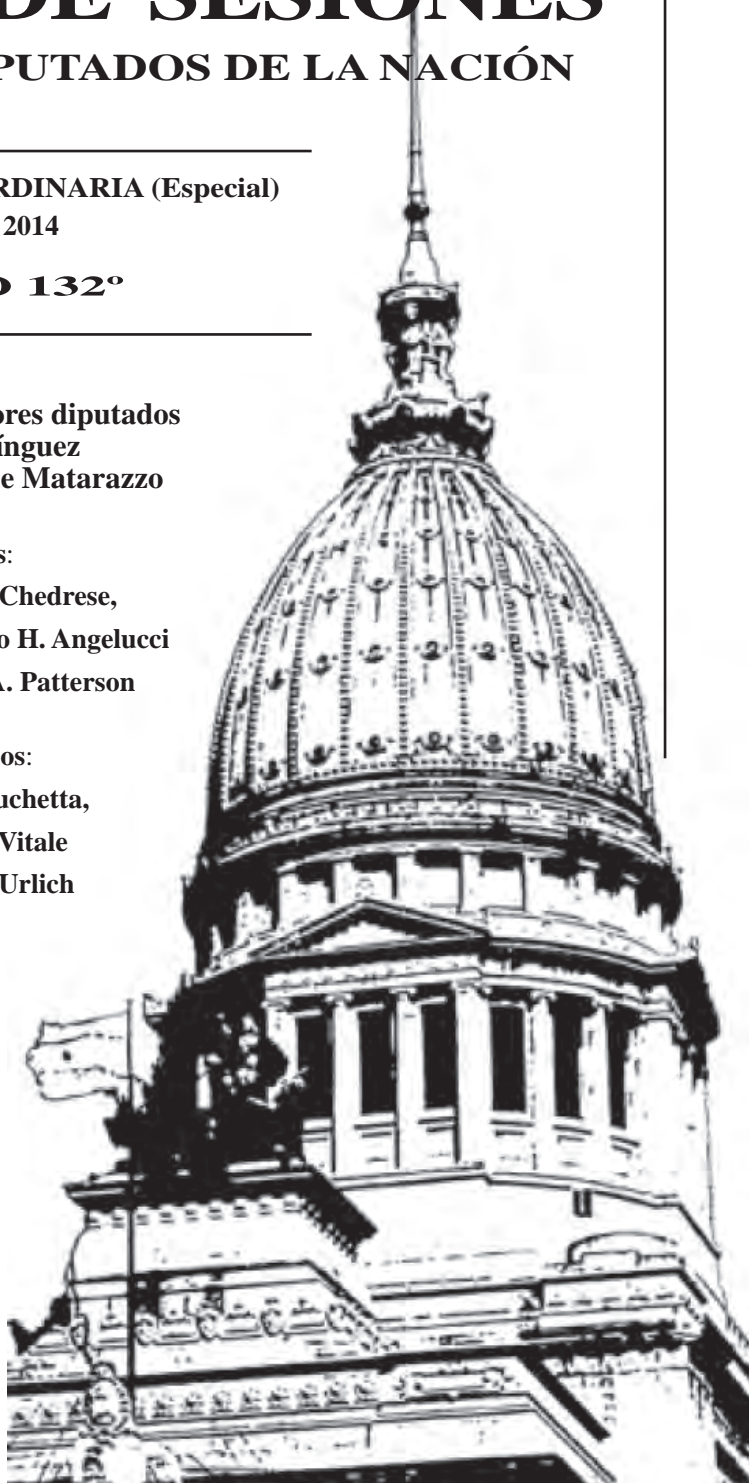 DE SESIONES
PUTADOS DE LA NACIÓN
RDINARIA (Especial)
2014
O 132º
ores diputados
ínguez
e Matarazzo
s:
Chedrese,
o H. Angelucci
A. Patterson
os:
uchetta,
Vitale
Urlich